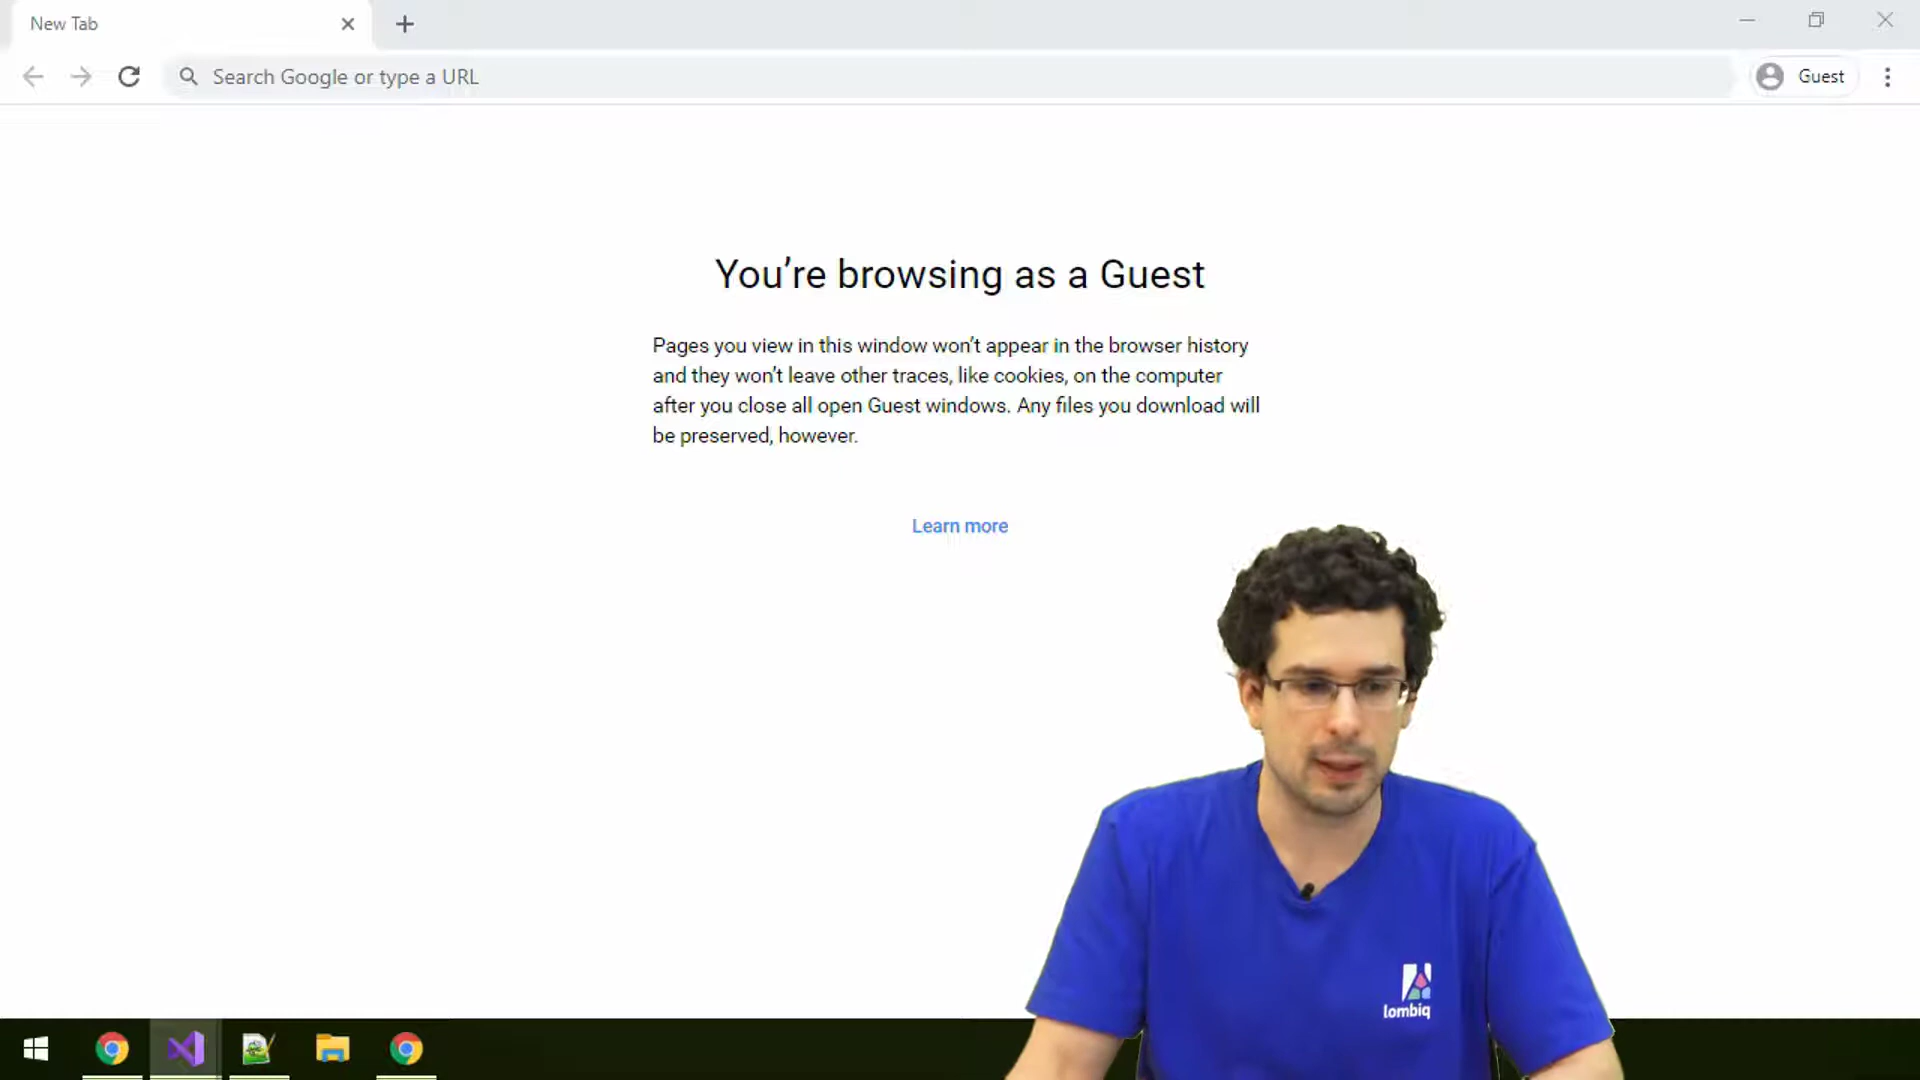 New Tab
Search Google or type a URL
Guest
You're browsing as a Guest
Pages you view in this window won't appear in the browser history
and they won't leave other traces, like cookies, on the computer
after you close all open Guest windows. Any files you download will
be preserved, however.
Learn more
lombiq